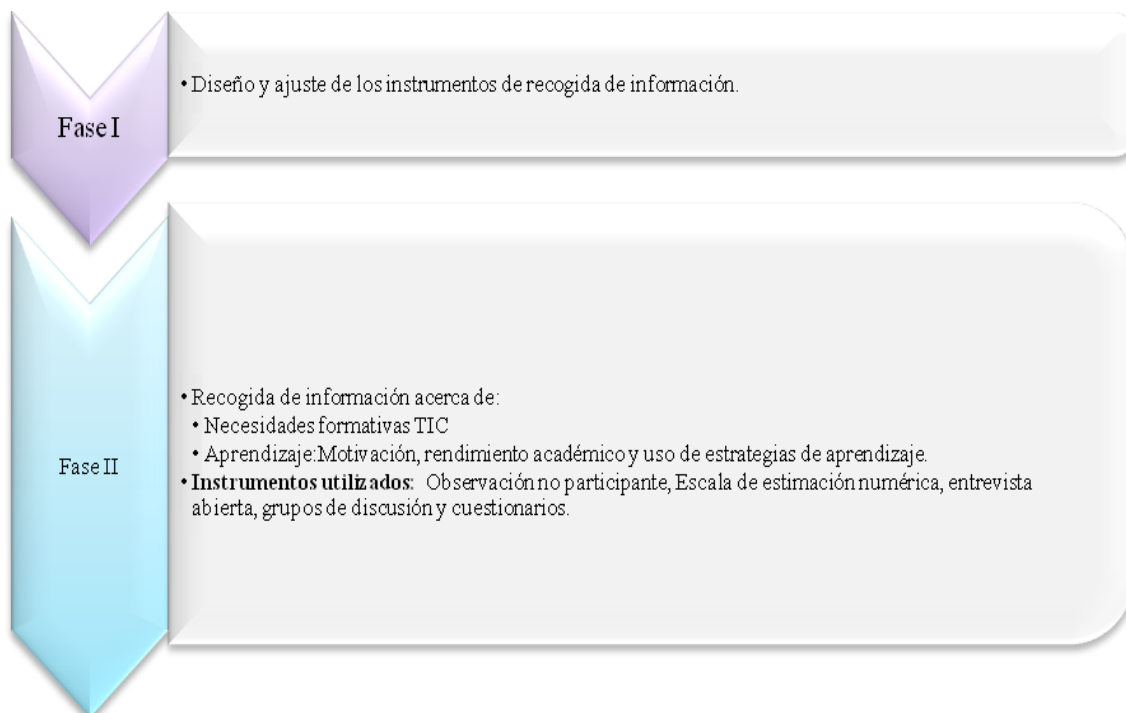 Fase I
• Diseño y ajuste de los instrumentos de recogida de información.
Fase II
• Recogida de información acerca de:
• Necesidades formativas TIC
• Aprendizaje:Motivación, rendimiento académico y uso de estrategias de aprendizaje.
• Instrumentos utilizados: Observación no participante, Escala de estimación numérica, entrevista
abierta, grupos de discusión y cuestionarios.